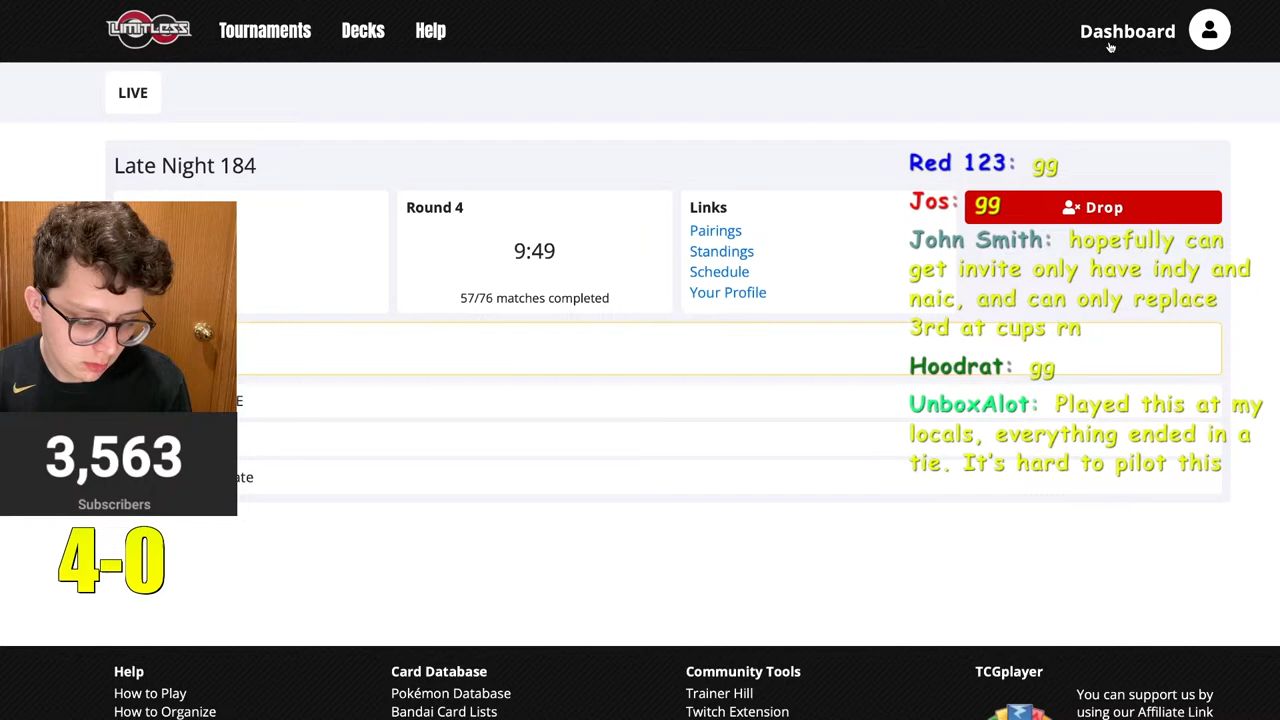 LIMITLESS
Tournaments
Decks
Help
Dashboard
LIVE
Late Night 184
Round 4
9:49
57/76 matches completed
Links
Pairings
Standings
Schedule
Your Profile
Drop
Red 123: gg
Jos: gg
John Smith: hopefully can
get invite only have indy and
naic, and can only replace
3rd at cups rn
Hoodrat: gg
UnboxAlot: Played this at my
locals, everything ended in a
tie. It's hard to pilot this
E
ate
3,563
Subscribers
4-0
Help
How to Play
How to Organize
Card Database
Pokémon Database
Bandai Card Lists
Community Tools
Trainer Hill
Twitch Extension
TCGplayer
You can support us by
using our Affiliate Link